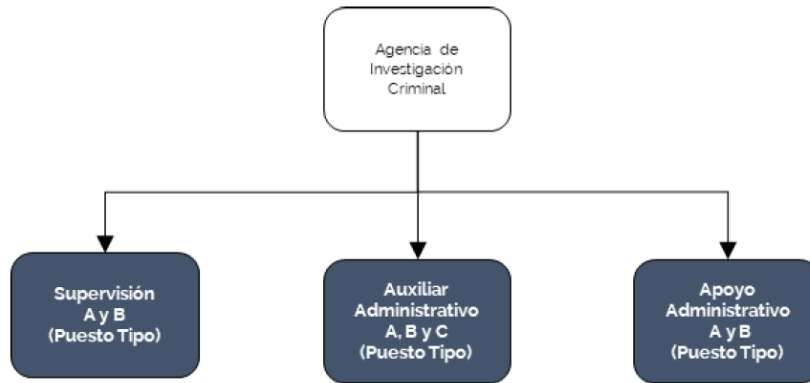 Agencia de
Investigación
Criminal
Supervisión
A y B
(Puesto Tipo)
Auxiliar
Administrativo
A, B y C
(Puesto Tipo)
Apoyo
Administrativo
A y B
(Puesto Tipo)